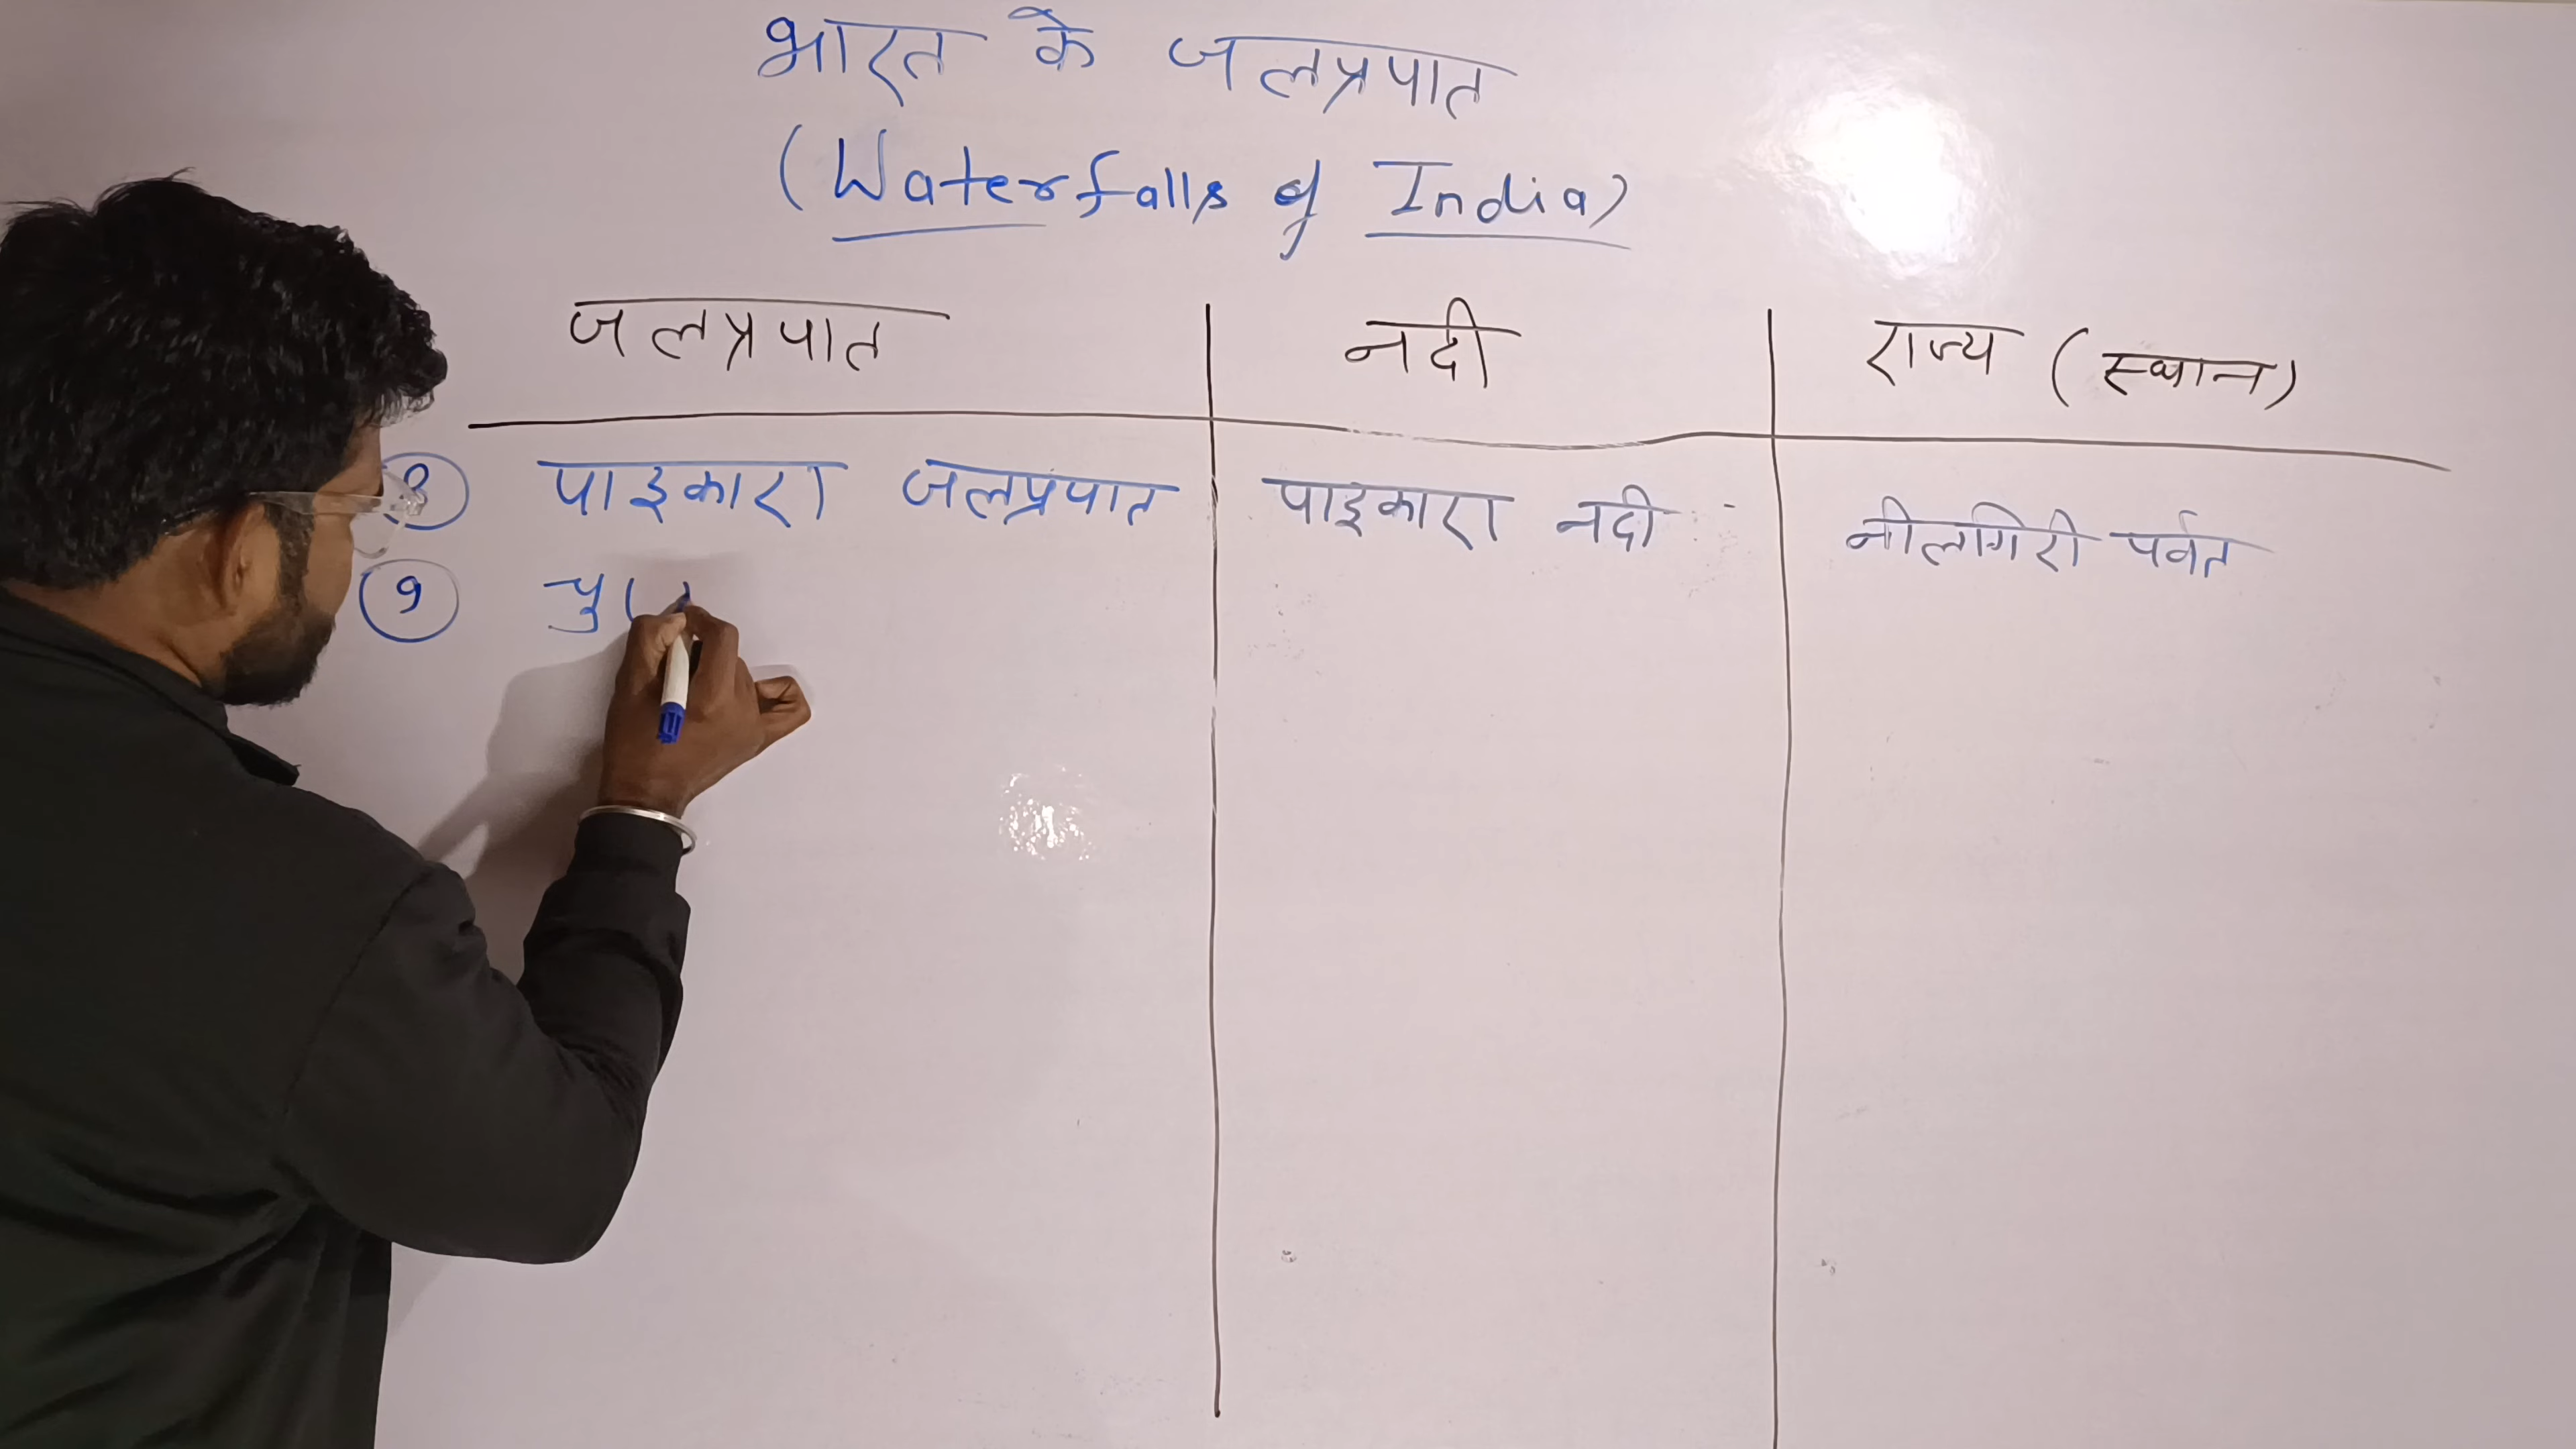 भारत के जलप्रपात
(Waterfalls of India)
जलप्रपात नदी राज्य (स्थान)
8 पाइकारा जलप्रपात पाइकारा नदी नीलगिरी पर्वत
9